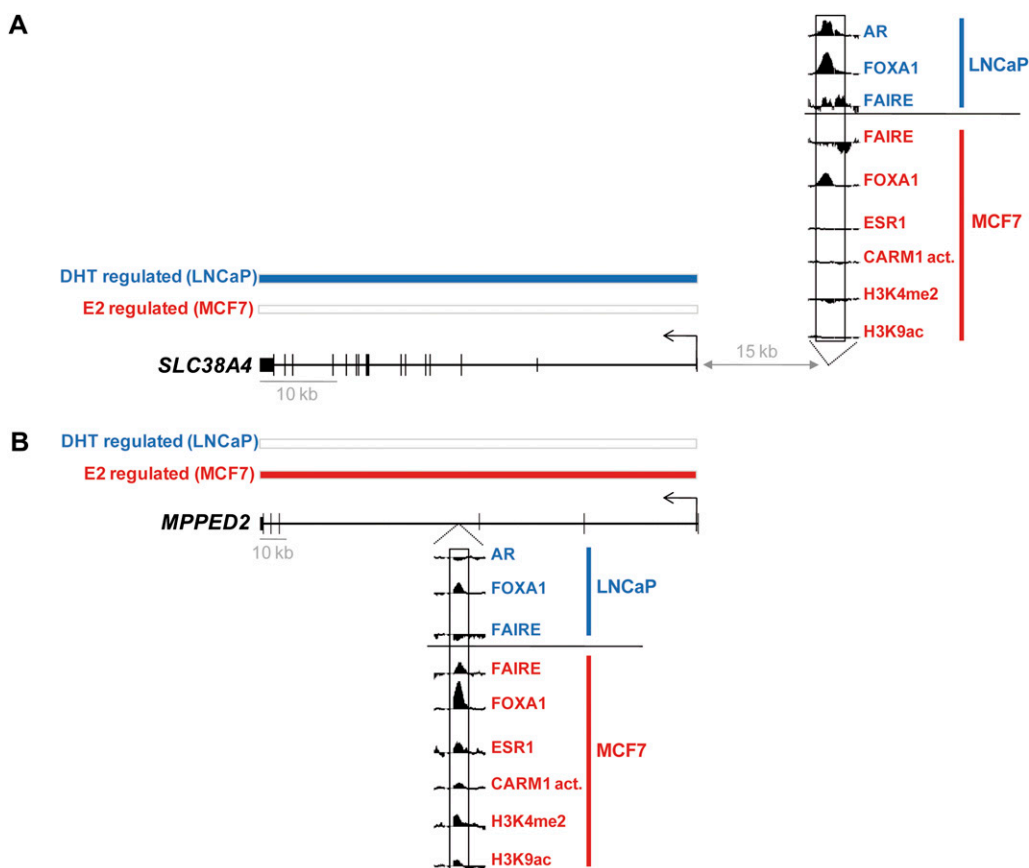 A
AR
FOXA1
FAIRE
LNCaP
FAIRE
FOXA1
ESR1
CARM1 act.
H3K4me2
H3K9ac
MCF7
DHT regulated (LNCaP)
E2 regulated (MCF7)
SLC38A4
10 kb
15 kb
B
DHT regulated (LNCaP)
E2 regulated (MCF7)
MPPED2
10 kb
AR
FOXA1
FAIRE
LNCaP
FAIRE
FOXA1
ESR1
CARM1 act.
H3K4me2
H3K9ac
MCF7